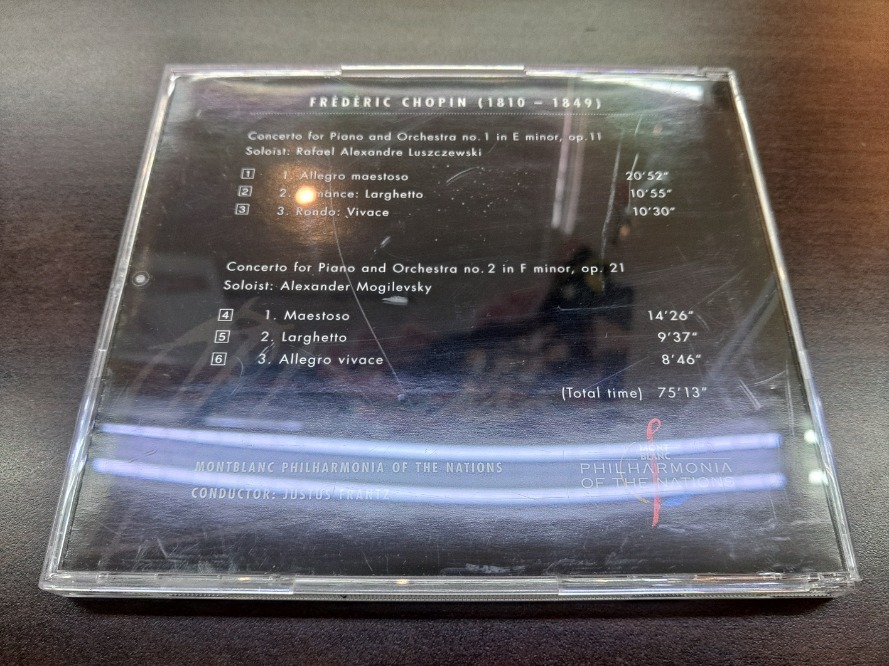 FRÉDÉRIC CHOPIN (1810 – 1849)
Concerto for Piano and Orchestra no.1 in E minor, op.11
Soloist: Rafael Alexandre Luszczewski
1 1. Allegro maestoso 20'52"
2 2. Larghetto 10'55"
3 3. Rondo: Vivace 10'30"
Concerto for Piano and Orchestra no.2 in F minor, op. 21
Soloist: Alexander Mogilevsky
4 1. Maestoso 14'26"
5 2. Larghetto 9'37"
6 3. Allegro vivace 8'46"
(Total time) 75'13"
MONTBLANC PHILHARMONIA OF THE NATIONS
CONDUCTOR: JUSTUS FRANTZ
MONT
BLANC
PHILHARMONIA
OF THE NATIONS